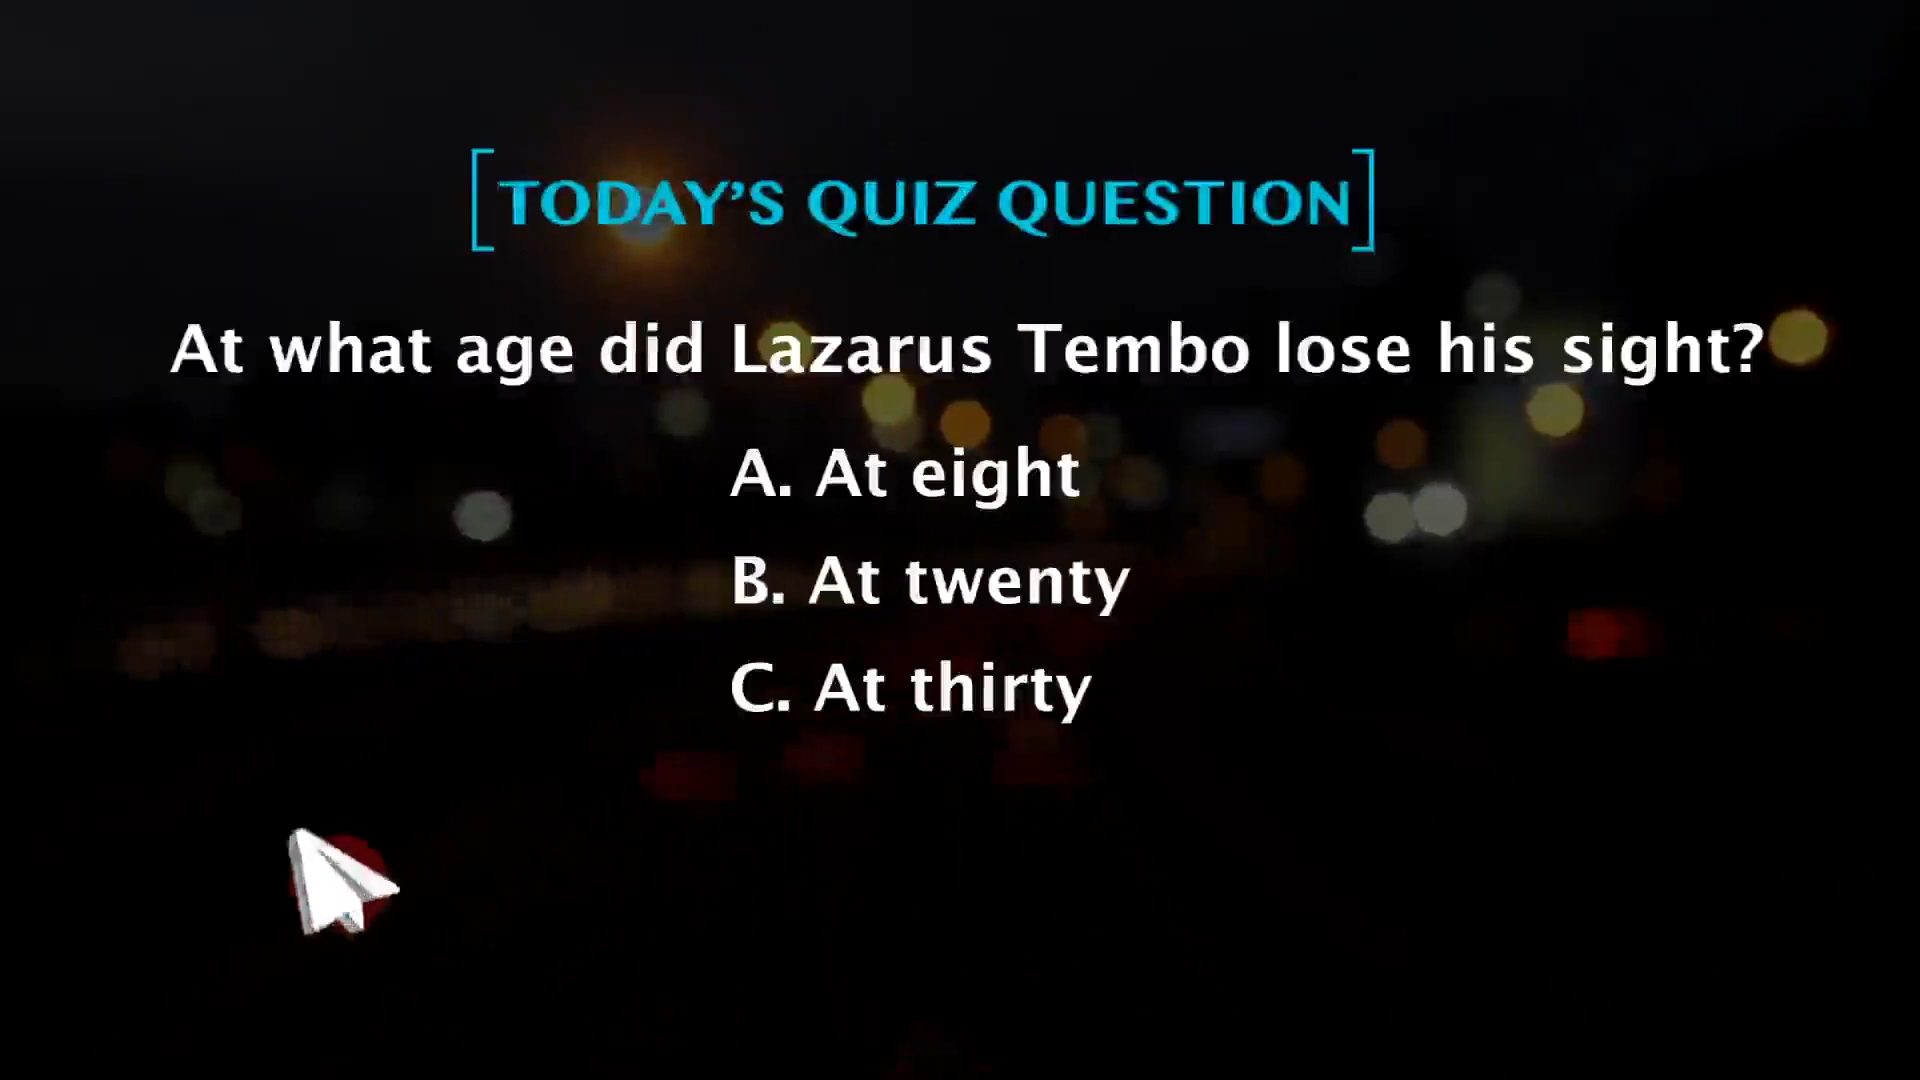 [TODAY'S QUIZ QUESTION]
At what age did Lazarus Tembo lose his sight?
A. At eight
B. At twenty
C. At thirty